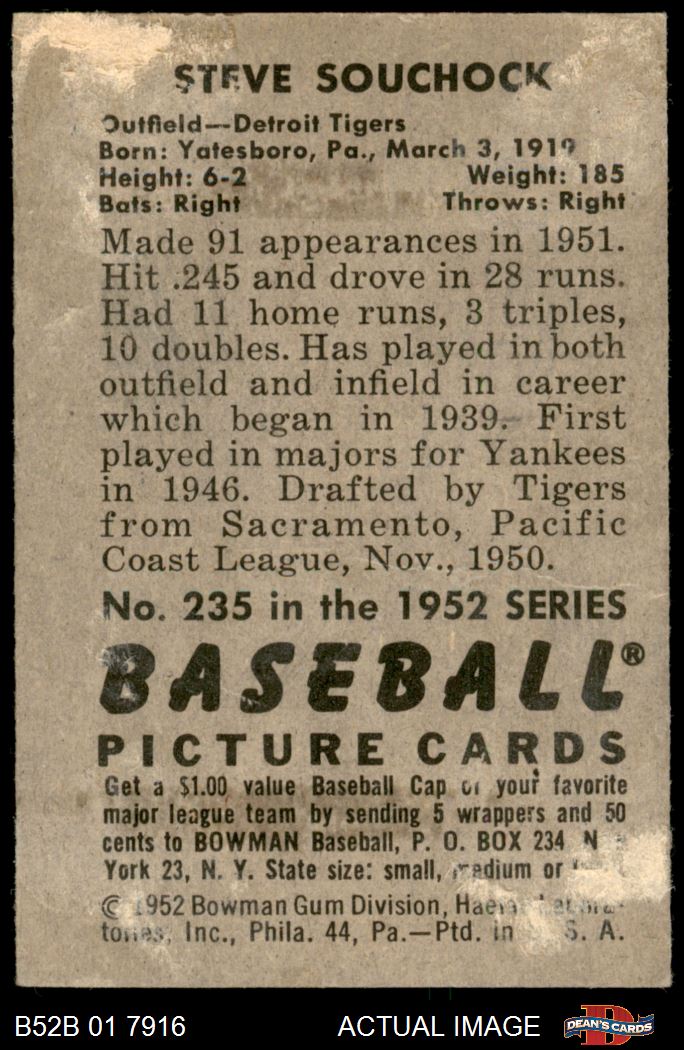 STEVE SOUCHOCK
Outfield—Detroit Tigers
Born: Yatesboro, Pa., March 3, 1919
Height: 6-2 Weight: 185
Bats: Right Throws: Right
Made 91 appearances in 1951.
Hit .245 and drove in 28 runs.
Had 11 home runs, 3 triples,
10 doubles. Has played in both
outfield and infield in career
which began in 1939. First
played in majors for Yankees
in 1946. Drafted by Tigers
from Sacramento, Pacific
Coast League, Nov., 1950.
No. 235 in the 1952 SERIES
BASEBALL®
PICTURE CARDS
Get a $1.00 value Baseball Cap of your favorite
major league team by sending 5 wrappers and 50
cents to BOWMAN Baseball, P. O. BOX 234 N
York 23, N. Y. State size: small, medium or
© 1952 Bowman Gum Division,
Inc., Phila. 44, Pa.—Ptd. in S. A.
B52B 01 7916 ACTUAL IMAGE D DEAN'S CARDS